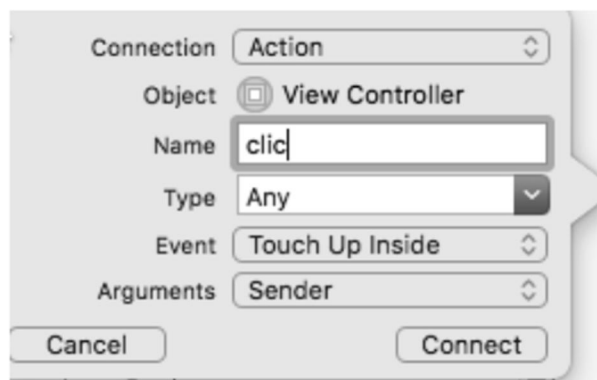 Connection Action
Object View Controller
Name clic
Type Any
Event Touch Up Inside
Arguments Sender
Cancel Connect